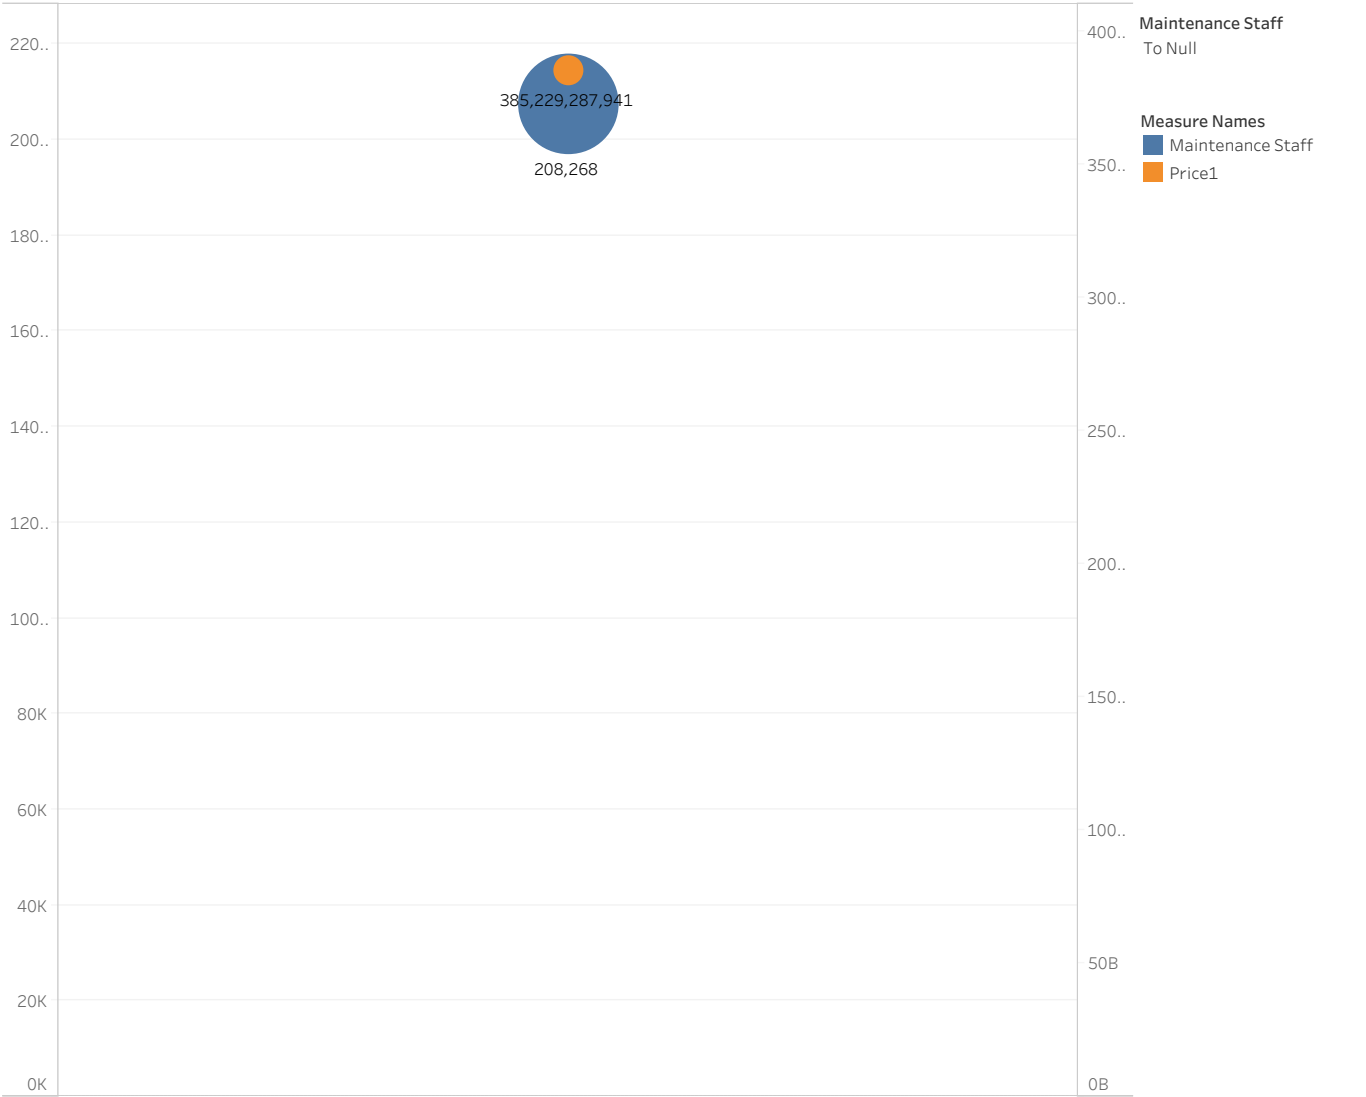 220..
200..
180..
160..
140..
120..
100..
80K
60K
40K
20K
0K
385,229,287,941
208,268
400..
350..
300..
250..
200..
150..
100..
50B
0B
Maintenance Staff
To Null
Measure Names
Maintenance Staff
Price1